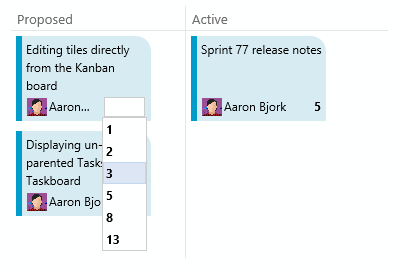 Proposed
Active
Editing tiles directly
from the Kanban
board
Aaron...
Sprint 77 release notes
Aaron Bjork 5
Displaying un-
parented Tasks
Taskboard
Aaron Bjo
1
2
3
5
8
13